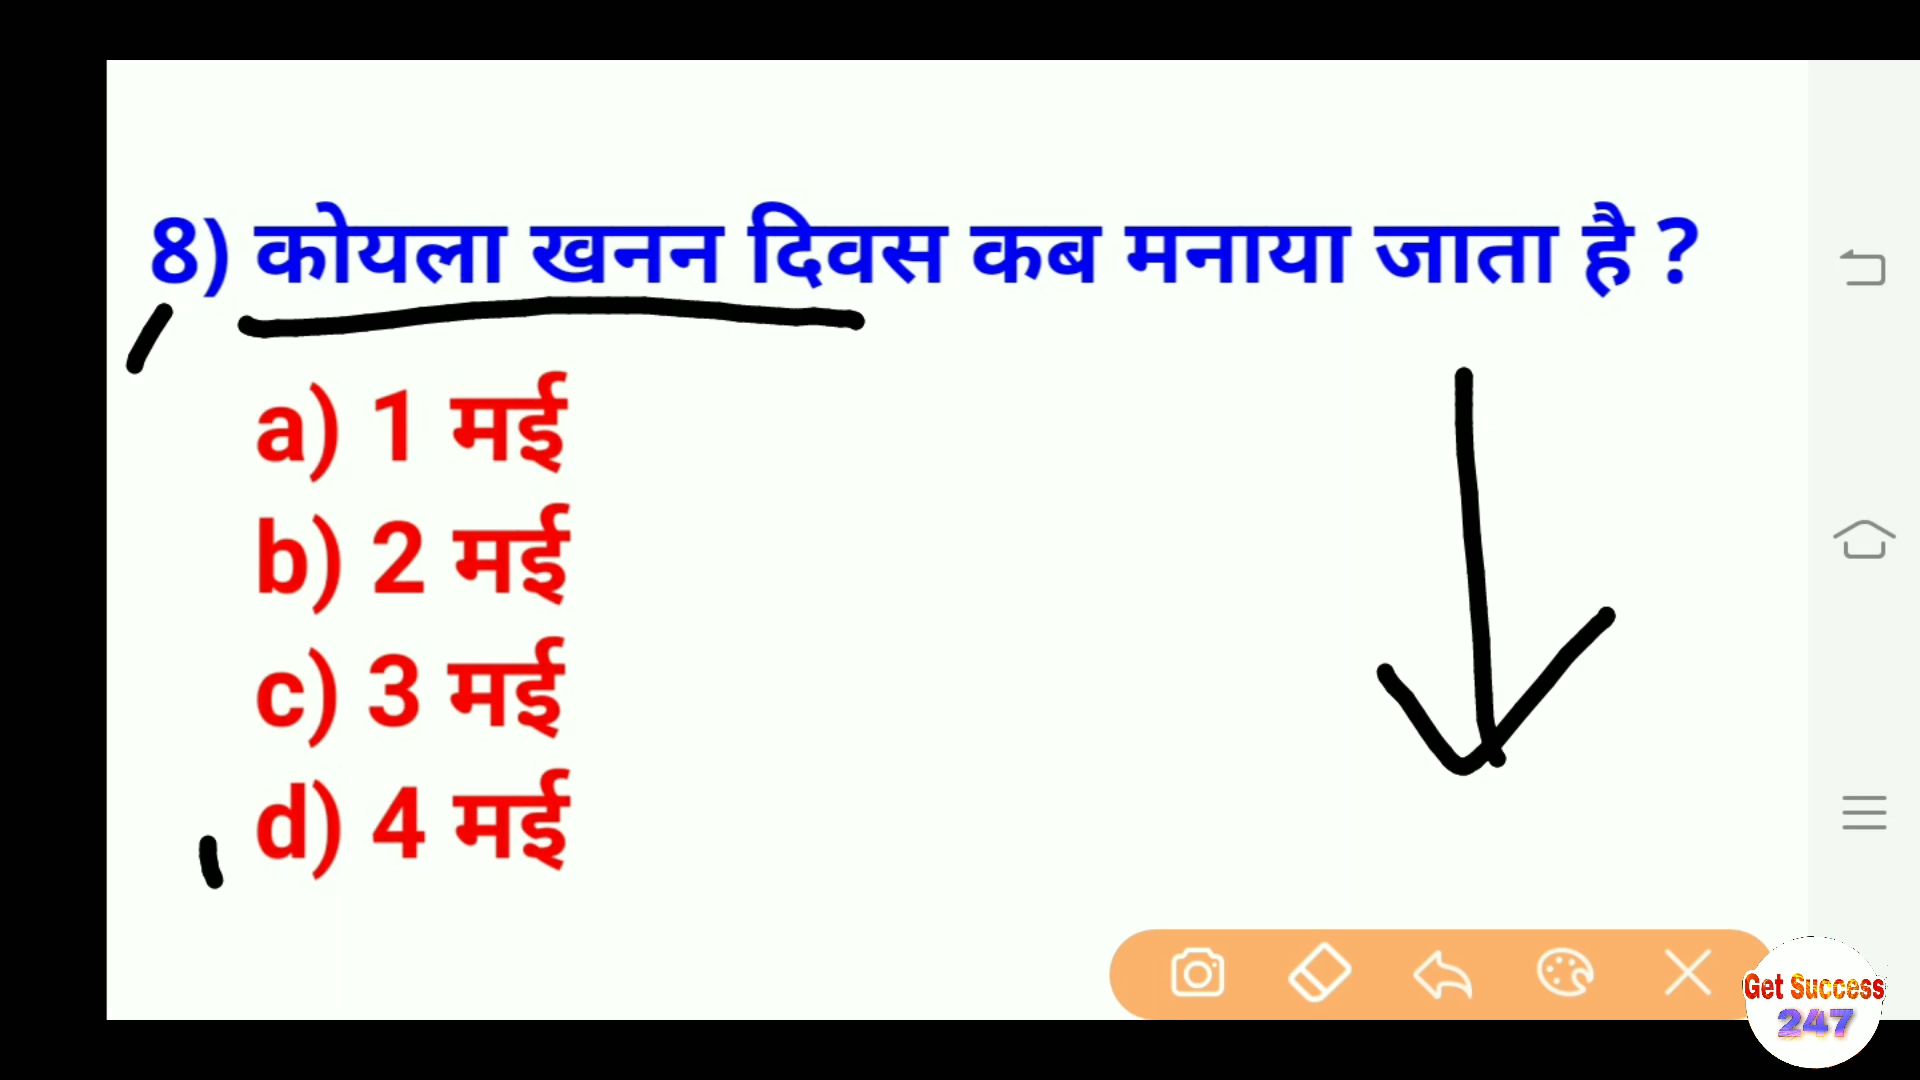 8) कोयला खनन दिवस कब मनाया जाता है ?
a) 1 मई
b) 2 मई
c) 3 मई
d) 4 मई
Get Success
247